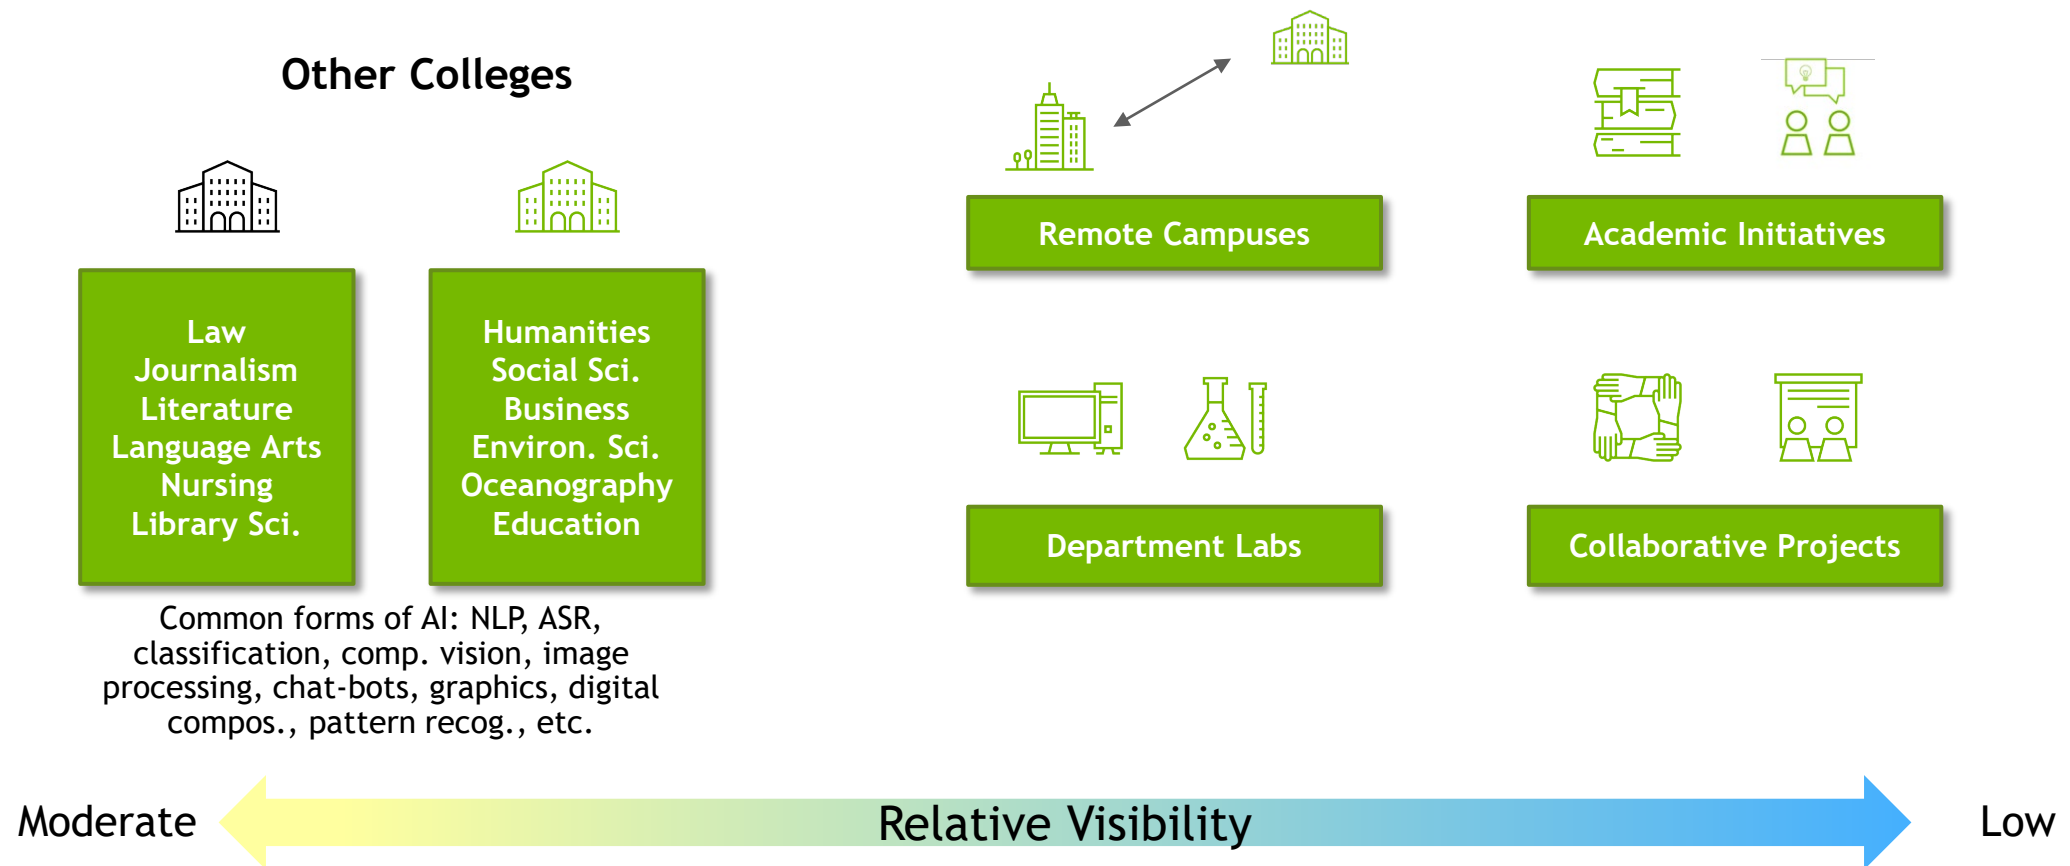 Other Colleges
Law
Journalism
Literature
Language Arts
Nursing
Library Sci.
Humanities
Social Sci.
Business
Environ. Sci.
Oceanography
Education
Common forms of AI: NLP, ASR,
classification, comp. vision, image
processing, chat-bots, graphics, digital
compos., pattern recog., etc.
Remote Campuses
Academic Initiatives
Department Labs
Collaborative Projects
Moderate
Relative Visibility
Low